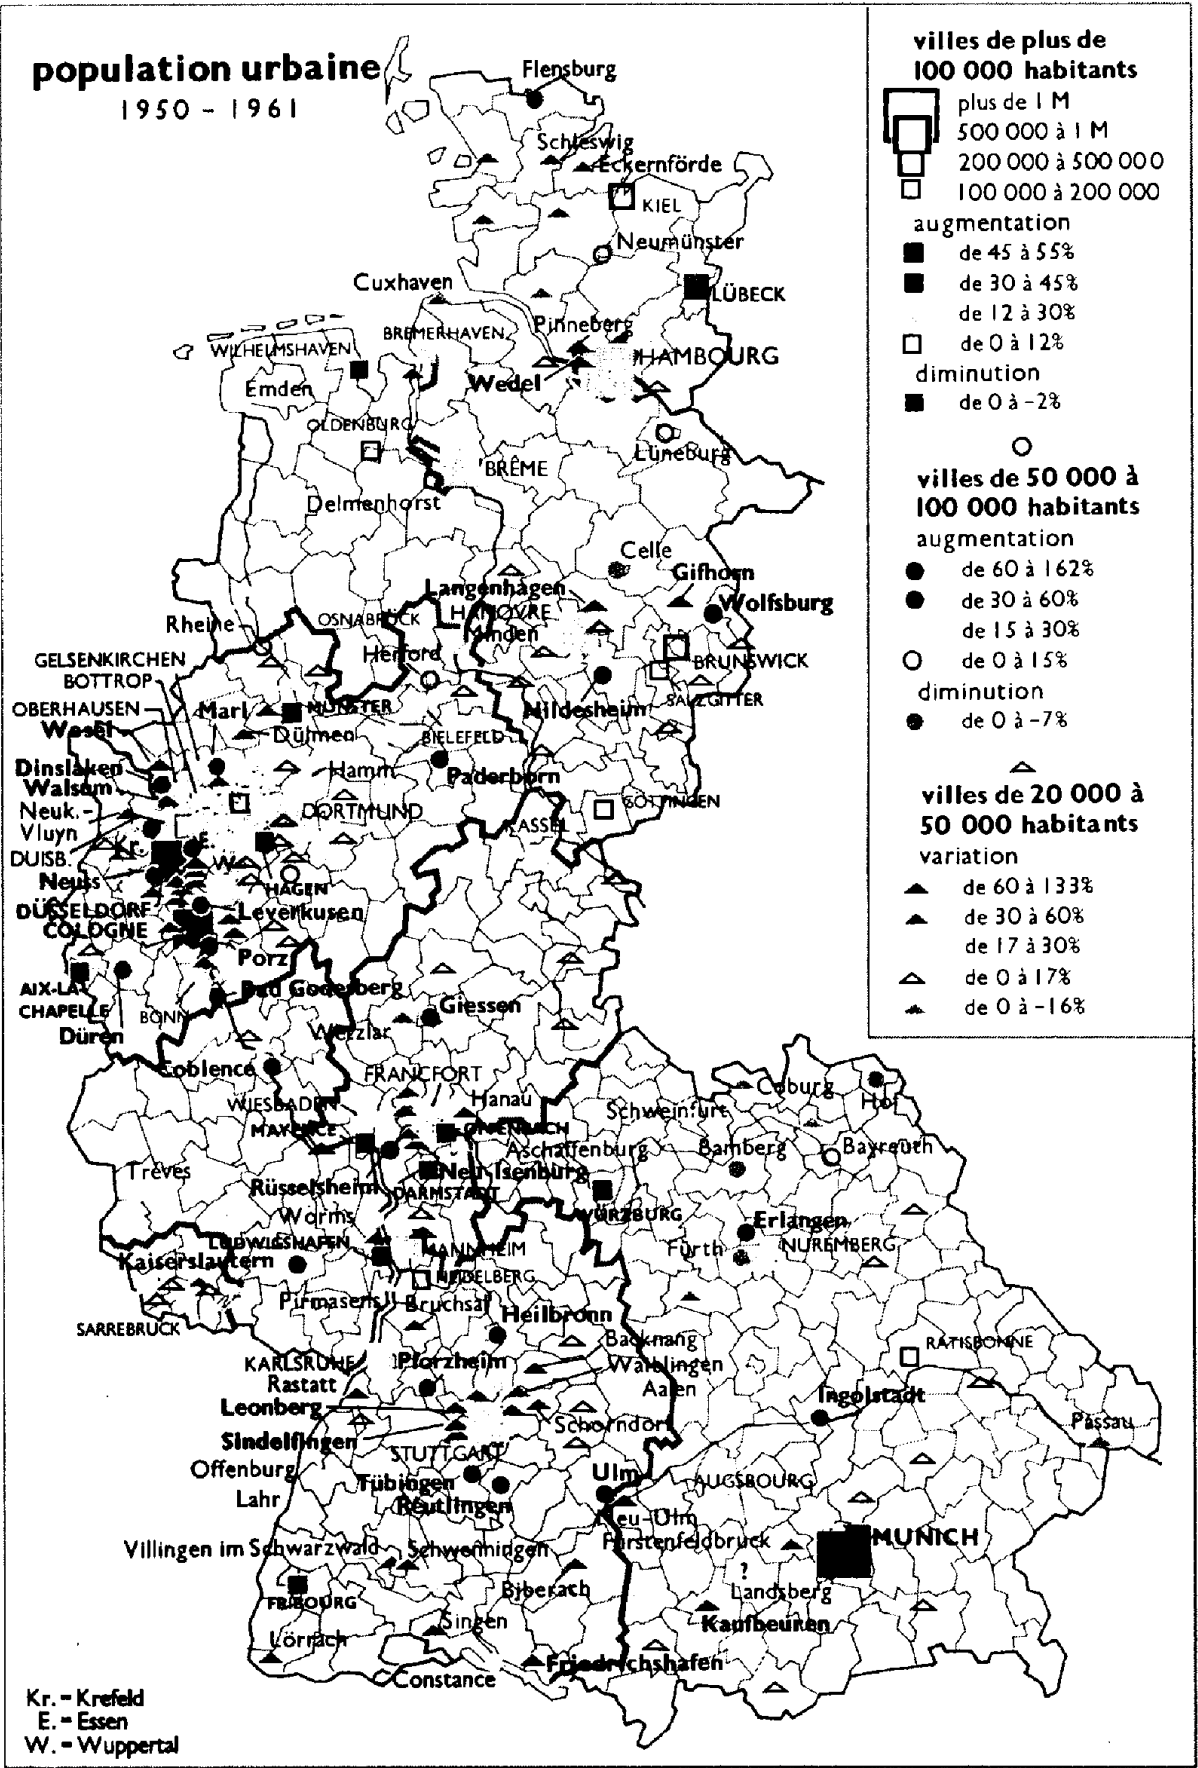 population urbaine
1950 - 1961
villes de plus de
100 000 habitants
plus de 1 M
500 000 à 1 M
200 000 à 500 000
100 000 à 200 000
augmentation
de 45 à 55%
de 30 à 45%
de 12 à 30%
de 0 à 12%
diminution
de 0 à -2%
villes de 50 000 à
100 000 habitants
augmentation
de 60 à 162%
de 30 à 60%
de 15 à 30%
de 0 à 15%
diminution
de 0 à -7%
villes de 20 000 à
50 000 habitants
variation
de 60 à 133%
de 30 à 60%
de 17 à 30%
de 0 à 17%
de 0 à -16%
Flensburg
Schleswig
Eckernförde
KIEL
Neumünster
Cuxhaven
LÜBECK
Pinneberg
BREMERHAVEN
WILHELMSHAVEN
HAMBOURG
Emden
Wedel
OLDENBURG
Lüneburg
BRÊME
Delmenhorst
Celle
Gifhorn
Langenhagen
Wolfsburg
HANOVRE
Rheine
OSNABRÜCK
Minden
Herford
BRUNSWICK
GELSENKIRCHEN
BOTTROP
SALZGITTER
OBERHAUSEN
Marl
MÜNSTER
Hildesheim
Wesel
Dülmen
BIELEFELD
Dinslaken
Hamm
Paderborn
Walsum
Neuk.-
Vluyn
DORTMUND
GÖTTINGEN
KASSEL
DUISB.
Kr.
E.
W.
Neuss
HAGEN
DÜSSELDORF
Leverkusen
COLOGNE
Porz
AIX-LA-
CHAPELLE
Bad Godesberg
BONN
Giessen
Düren
Wetzlar
Coblence
FRANCFORT
WIESBADEN
Hanau
Coburg
Hof
Schweinfurt
MAYENCE
OFFENBACH
Aschaffenburg
Bamberg
Bayreuth
Trèves
Neu-Isenburg
Rüsselsheim
DARMSTADT
WÜRZBURG
Worms
Erlangen
LUDWIGSHAFEN
MANNHEIM
Fürth
NUREMBERG
Kaiserslautern
HEIDELBERG
Pirmasens
Bruchsal
Heilbronn
SARREBRUCK
Backnang
RATISBONNE
KARLSRUHE
Pforzheim
Waiblingen
Rastatt
Aalen
Leonberg
Ingolstadt
Schorndorf
Passau
Sindelfingen
STUTTGART
Offenburg
Tübingen
Ulm
AUGSBOURG
Lahr
Reutlingen
Neu-Ulm
MUNICH
Villingen im Schwarzwald
Schwenningen
Fürstenfeldbruck
?
Biberach
Landsberg
FRIBOURG
Singen
Kaufbeuren
Lörrach
Friedrichshafen
Constance
Kr. = Krefeld
E. = Essen
W. = Wuppertal